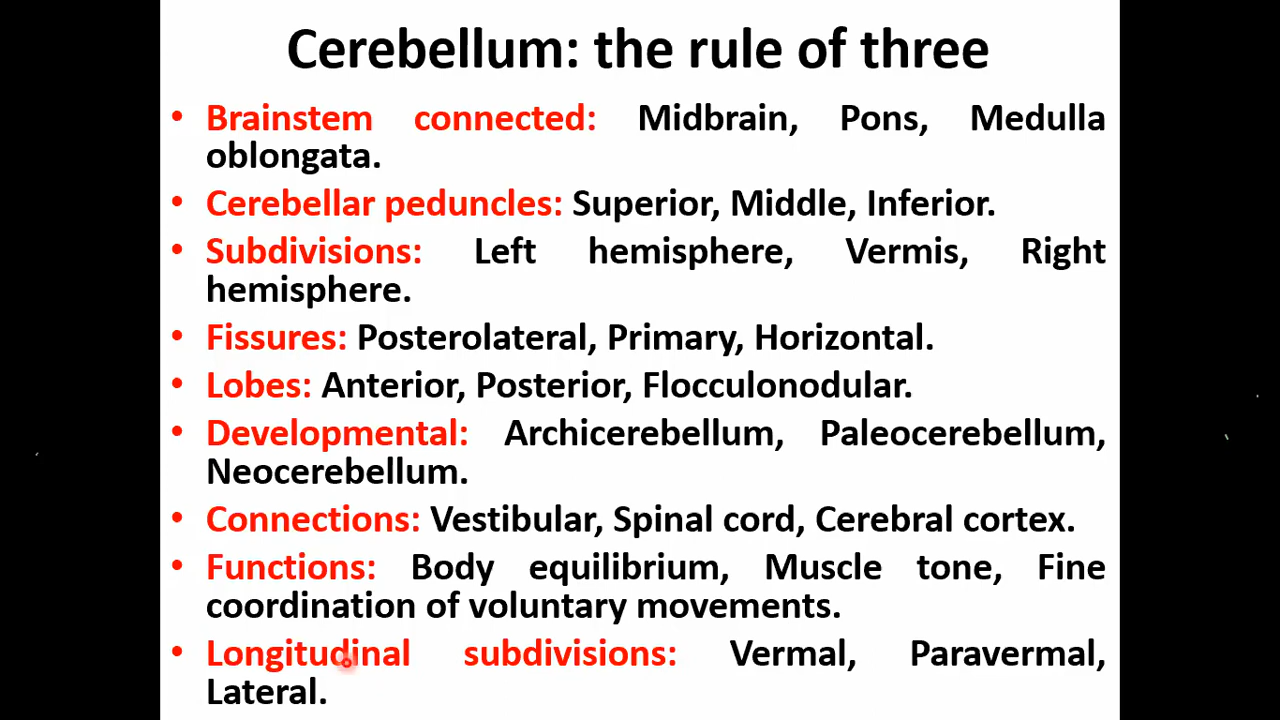 Cerebellum: the rule of three
• Brainstem connected: Midbrain, Pons, Medulla
oblongata.
• Cerebellar peduncles: Superior, Middle, Inferior.
• Subdivisions: Left hemisphere, Vermis, Right
hemisphere.
• Fissures: Posterolateral, Primary, Horizontal.
• Lobes: Anterior, Posterior, Flocculonodular.
• Developmental: Archicerebellum, Paleocerebellum,
Neocerebellum.
• Connections: Vestibular, Spinal cord, Cerebral cortex.
• Functions: Body equilibrium, Muscle tone, Fine
coordination of voluntary movements.
• Longitudinal subdivisions: Vermal, Paravermal,
Lateral.